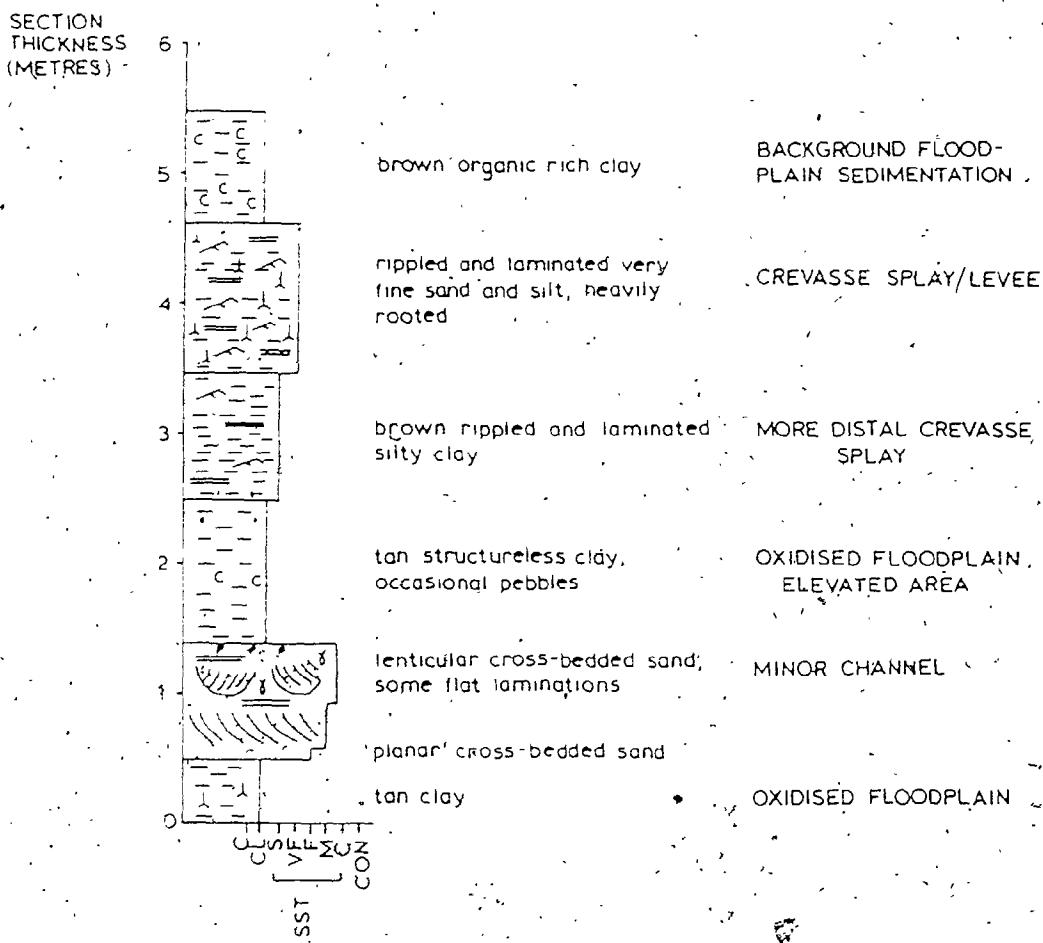 SECTION
THICKNESS
(METRES)
6
5
4
3
2
1
0
brown organic rich clay
BACKGROUND FLOOD-
PLAIN SEDIMENTATION
rippled and laminated very
fine sand and silt, heavily
rooted
CREVASSE SPLAY/LEVEE
brown rippled and laminated
silty clay
MORE DISTAL CREVASSE
SPLAY
tan structureless clay,
occasional pebbles
OXIDISED FLOODPLAIN,
ELEVATED AREA
lenticular cross-bedded sand,
some flat laminations
MINOR CHANNEL
'planar' cross-bedded sand
tan clay
OXIDISED FLOODPLAIN
C
CL
S
VF
F
M
C
CON
SST